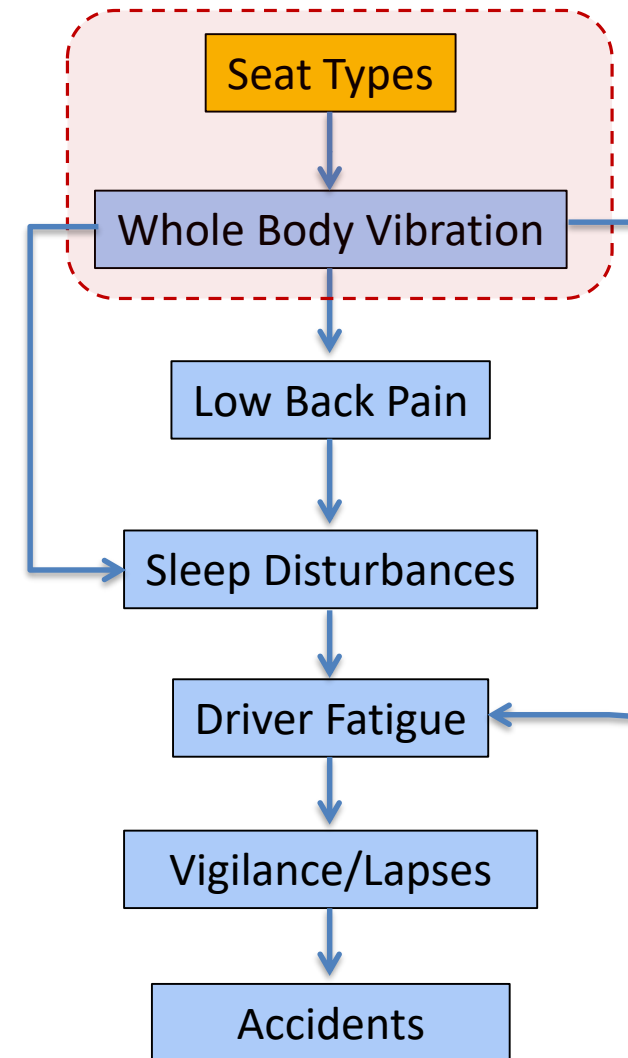 Seat Types
Whole Body Vibration
Low Back Pain
Sleep Disturbances
Driver Fatigue
Vigilance/Lapses
Accidents